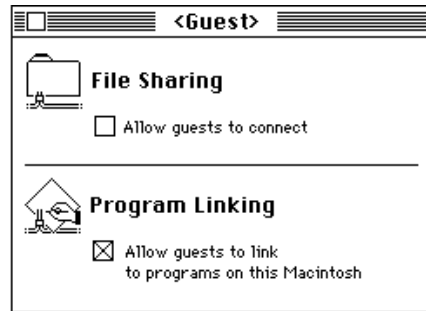 <Guest>
File Sharing
Allow guests to connect
Program Linking
Allow guests to link
to programs on this Macintosh